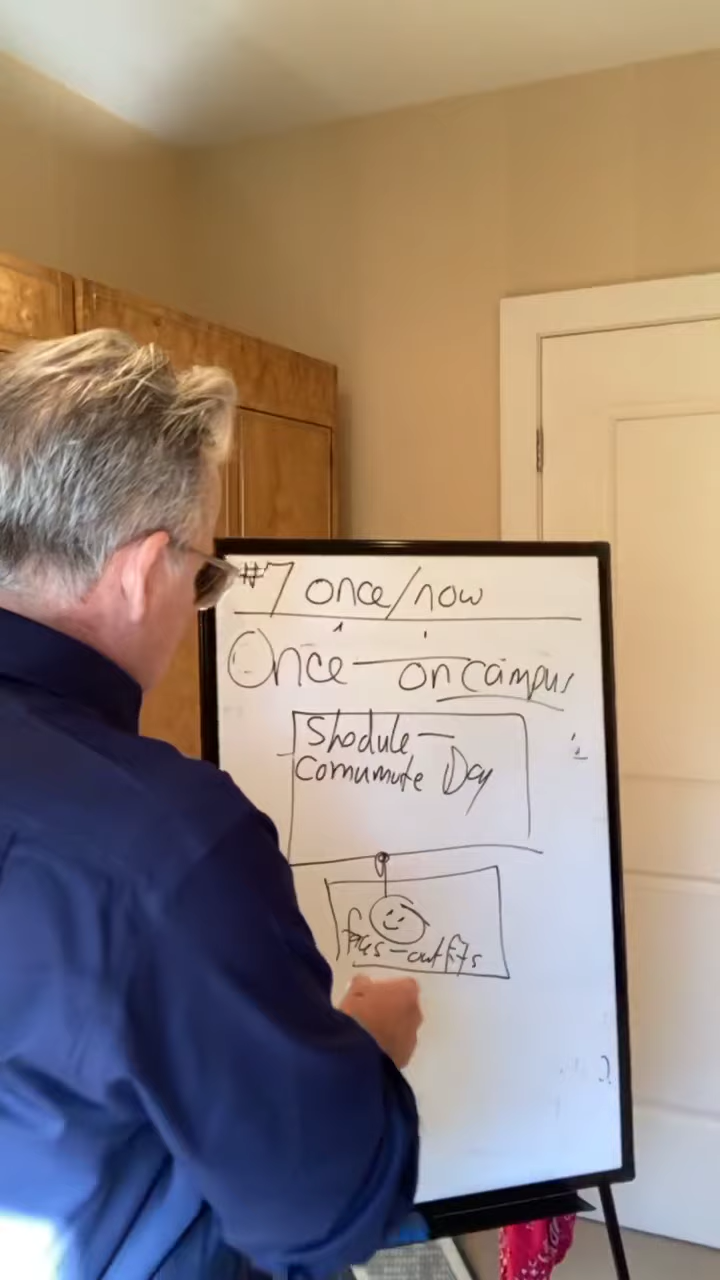 #7 once/now
Once — on campus
Shodule —
Comumute Day
faces - outfits